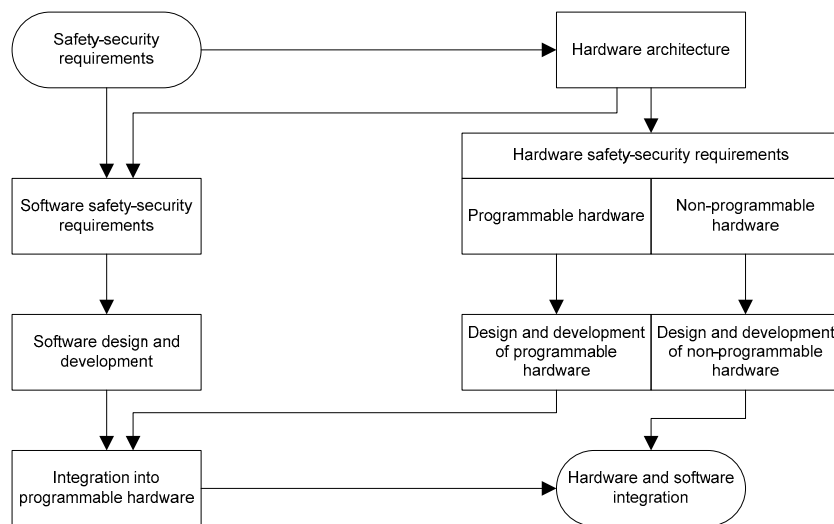 Safety-security
requirements
Hardware architecture
Hardware safety-security requirements
Software safety-security
requirements
Programmable hardware
Non-programmable
hardware
Software design and
development
Design and development
of programmable
hardware
Design and development
of non-programmable
hardware
Integration into
programmable hardware
Hardware and software
integration